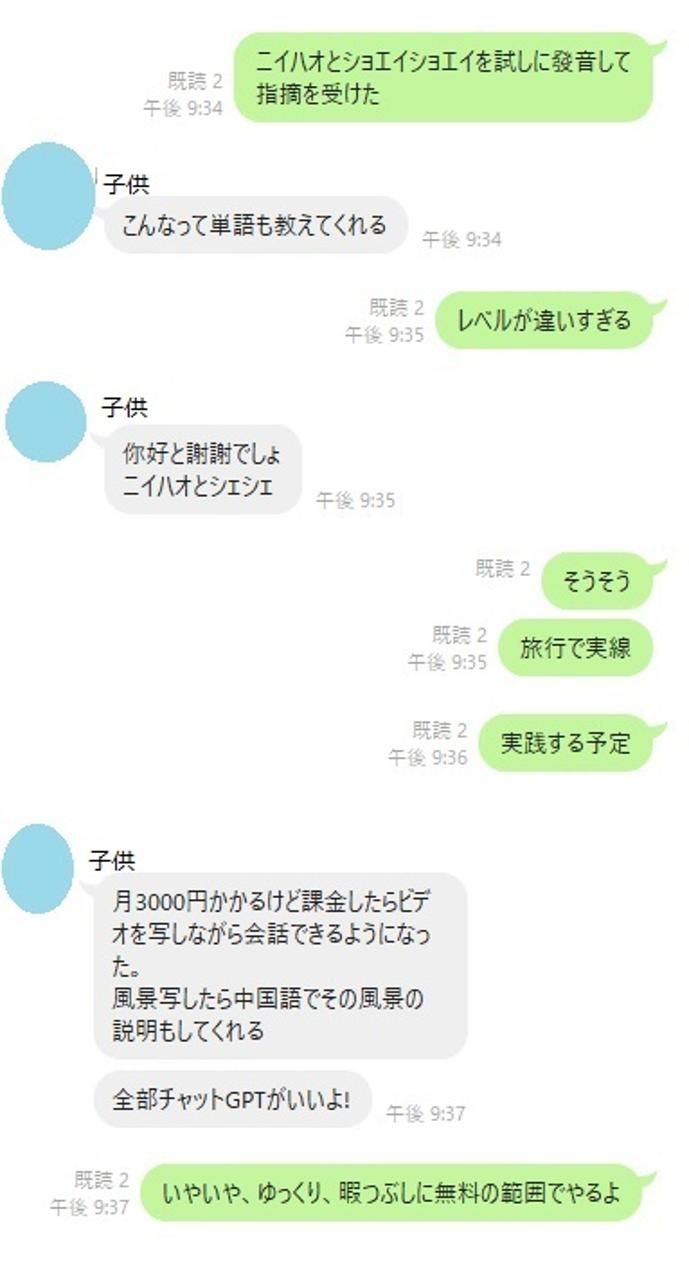 ニイハオとショエイショエイを試しに發音して
指摘を受けた
既読 2
午後 9:34
子供
こんなって単語も教えてくれる
午後 9:34
レベルが違いすぎる
既読 2
午後 9:35
子供
你好と謝謝でしょ
ニイハオとシェシェ
午後 9:35
そうそう
既読 2
旅行で実線
既読 2
午後 9:35
実践する予定
既読 2
午後 9:36
子供
月3000円かかるけど課金したらビデ
オを写しながら会話できるようになっ
た。
風景写したら中国語でその風景の
説明もしてくれる
全部チャットGPTがいいよ!
午後 9:37
いやいや、ゆっくり、暇つぶしに無料の範囲でやるよ
既読 2
午後 9:37